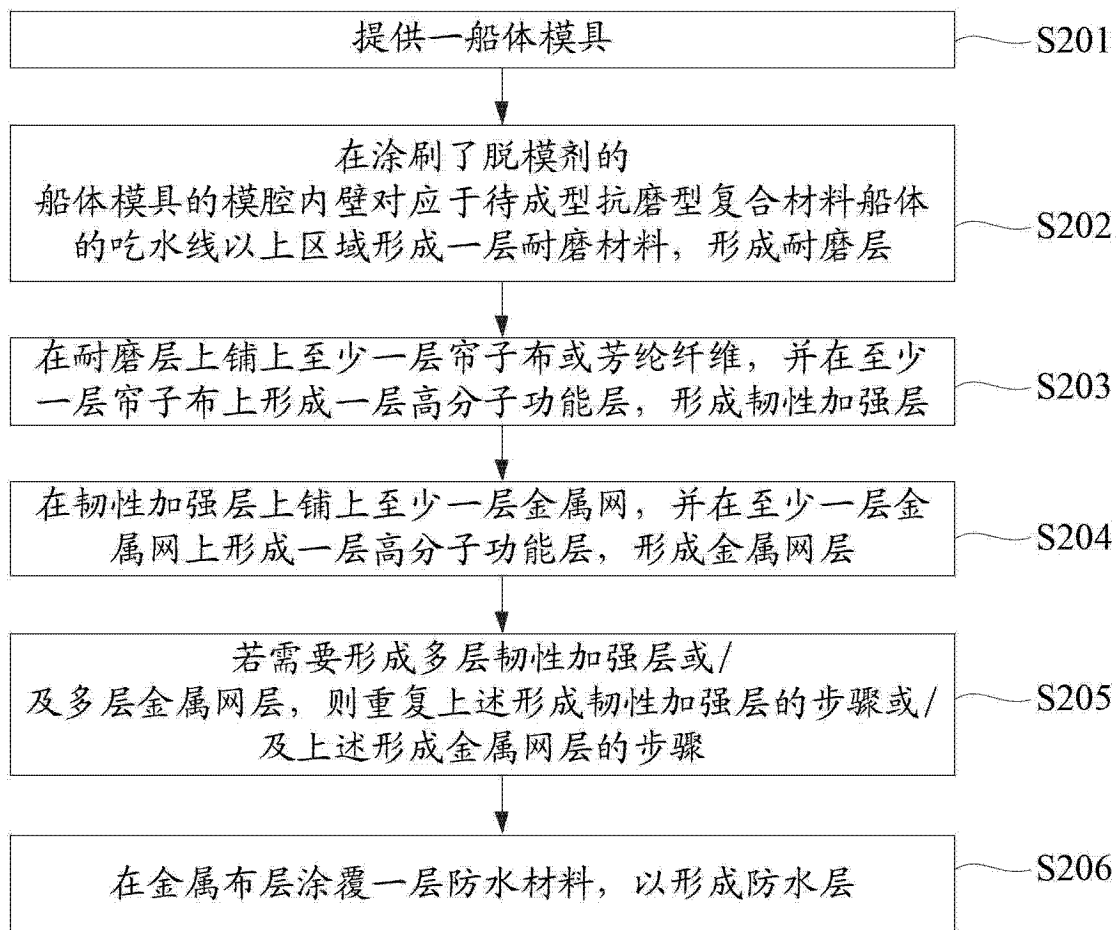 提供一船体模具
S201
在涂刷了脱模剂的
船体模具的模腔内壁对应于待成型抗磨型复合材料船体
的吃水线以上区域形成一层耐磨材料，形成耐磨层
S202
在耐磨层上铺上至少一层帘子布或芳纶纤维，并在至少
一层帘子布上形成一层高分子功能层，形成韧性加强层
S203
在韧性加强层上铺上至少一层金属网，并在至少一层金
属网上形成一层高分子功能层，形成金属网层
S204
若需要形成多层韧性加强层或/
及多层金属网层，则重复上述形成韧性加强层的步骤或/
及上述形成金属网层的步骤
S205
在金属布层涂覆一层防水材料，以形成防水层
S206